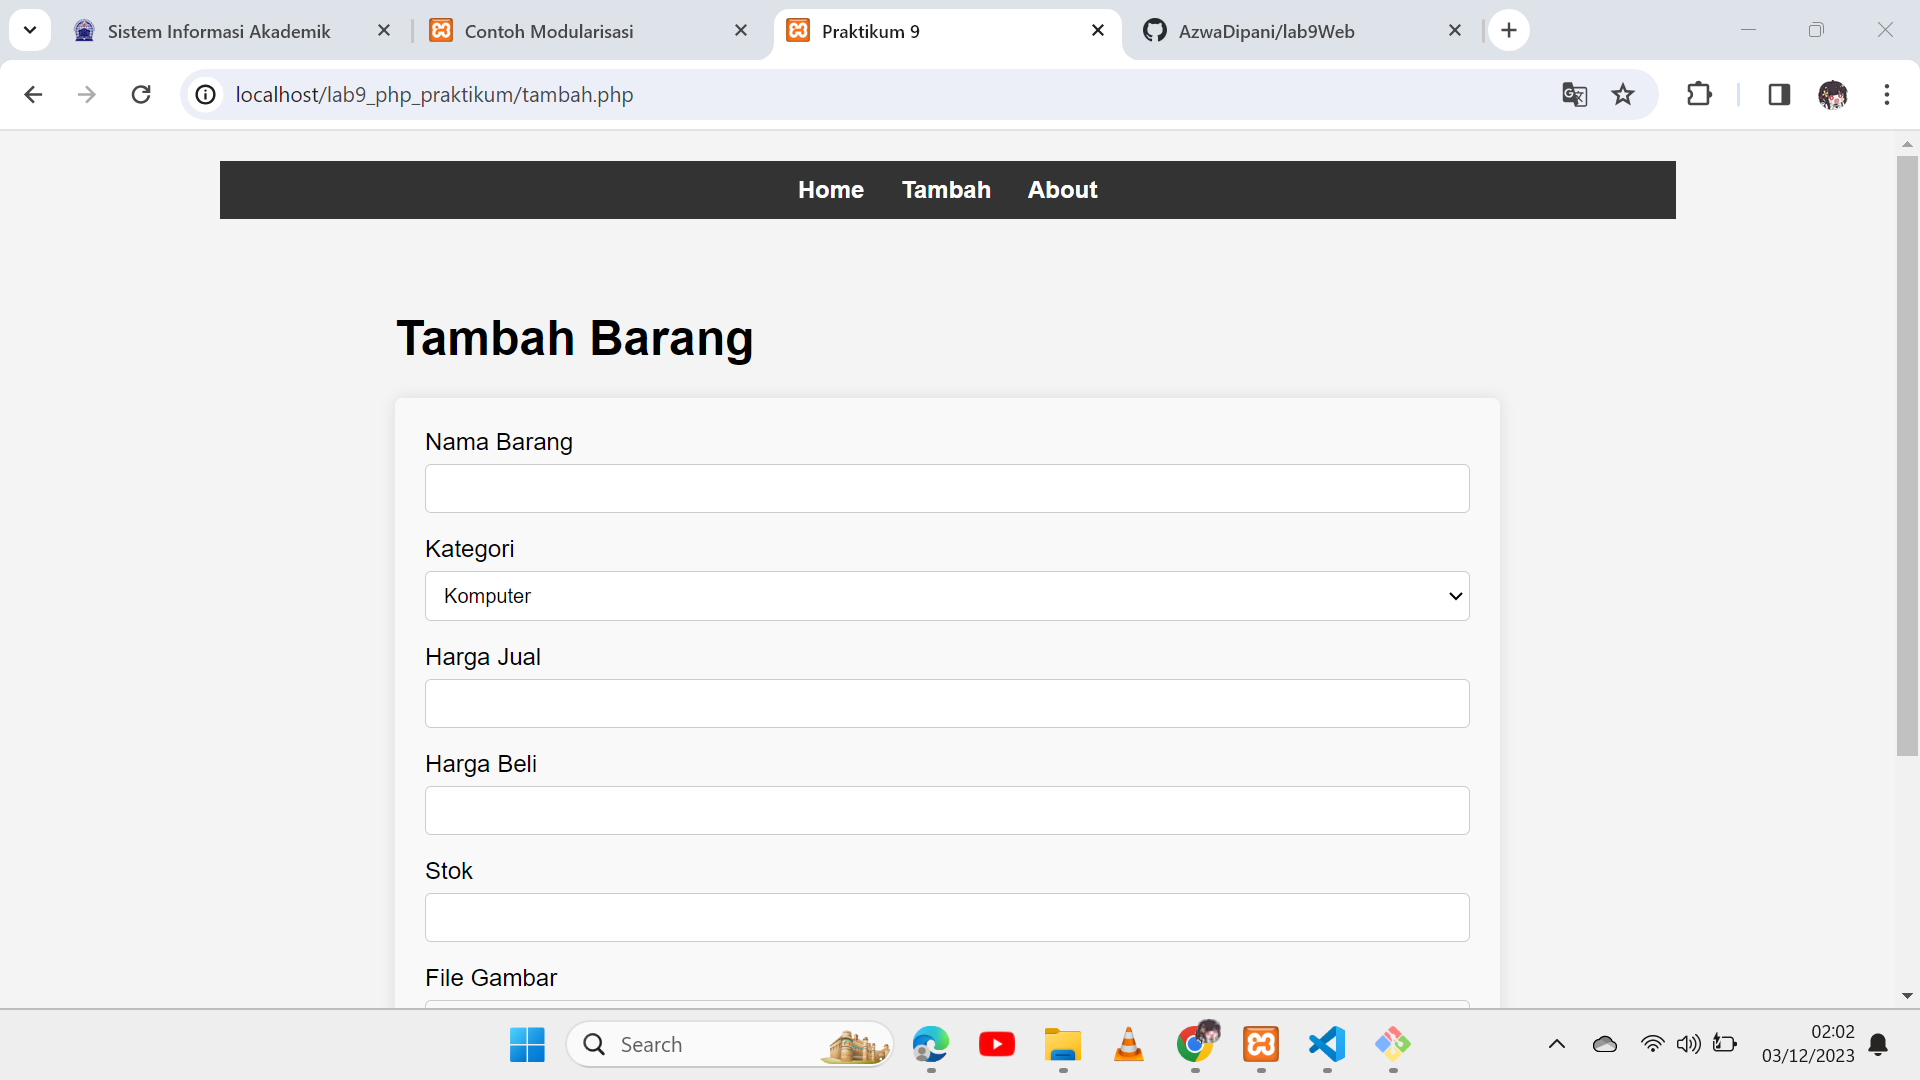 Sistem Informasi Akademik
Contoh Modularisasi
Praktikum 9
AzwaDipani/lab9Web
localhost/lab9_php_praktikum/tambah.php
Home Tambah About
Tambah Barang
Nama Barang
Kategori
Komputer
Harga Jual
Harga Beli
Stok
File Gambar
Search
02:02
03/12/2023